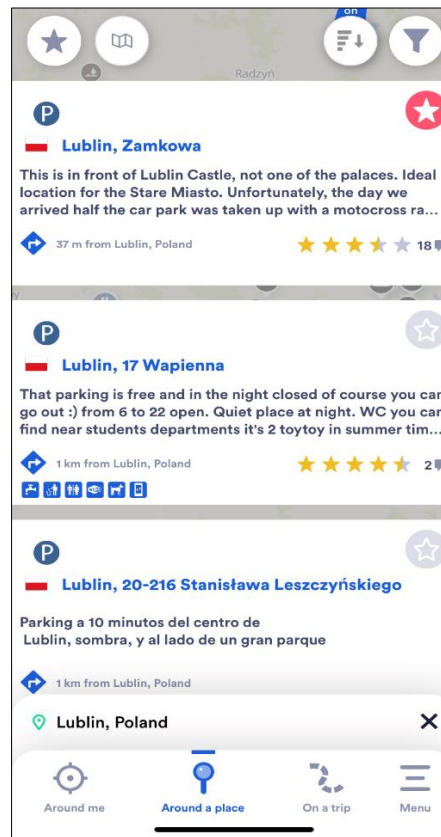 on
Radzyń
P
Lublin, Zamkowa
This is in front of Lublin Castle, not one of the palaces. Ideal
location for the Stare Miasto. Unfortunately, the day we
arrived half the car park was taken up with a motocross ra...
37 m from Lublin, Poland
18
P
Lublin, 17 Wapienna
That parking is free and in the night closed of course you can
go out :) from 6 to 22 open. Quiet place at night. WC you can
find near students departments it's 2 toytoy in summer tim...
1 km from Lublin, Poland
2
P
Lublin, 20-216 Stanisława Leszczyńskiego
Parking a 10 minutos del centro de
Lublin, sombra, y al lado de un gran parque
1 km from Lublin, Poland
Lublin, Poland
Around me
Around a place
On a trip
Menu